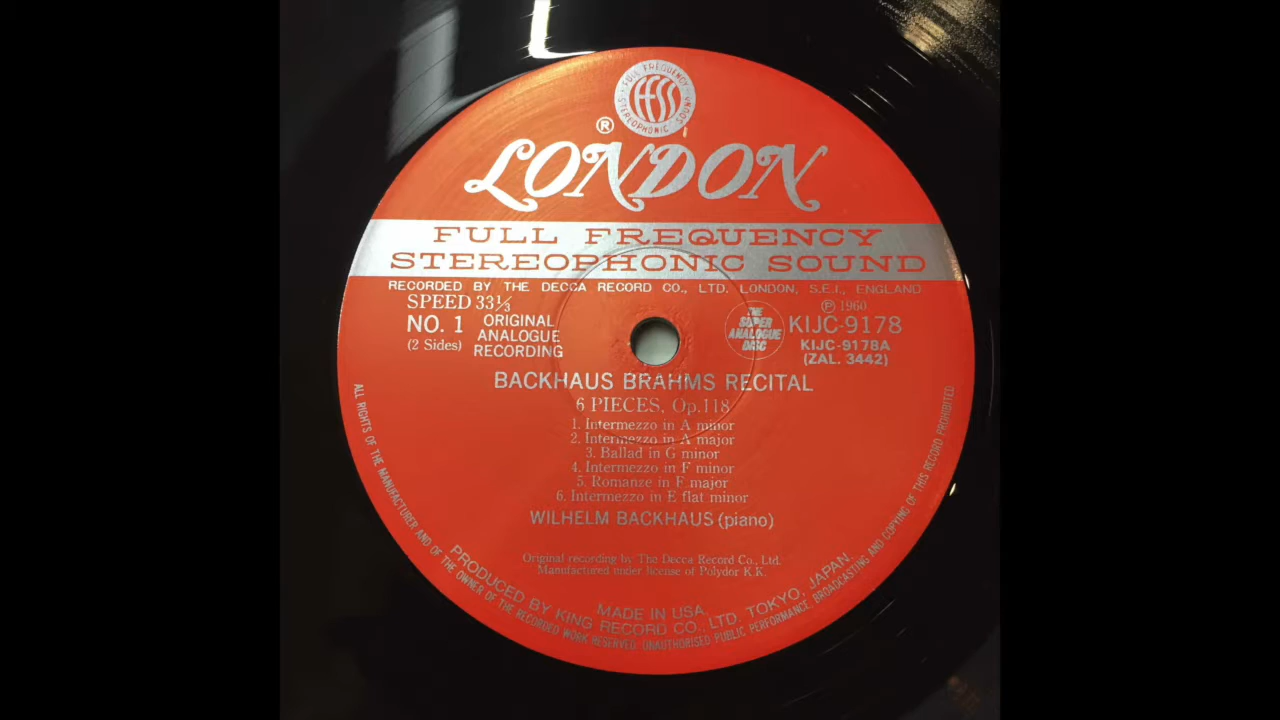 FULL FREQUENCY
FFSS
STEREOPHONIC SOUND
®
LONDON
FULL FREQUENCY
STEREOPHONIC SOUND
RECORDED BY THE DECCA RECORD CO., LTD. LONDON, S.E.I., ENGLAND
SPEED 33⅓
℗ 1960
NO. 1
(2 Sides)
ORIGINAL
ANALOGUE
RECORDING
THE
SUPER
ANALOGUE
DISC
KIJC-9178
KIJC-9178A
(ZAL. 3442)
BACKHAUS BRAHMS RECITAL
6 PIECES, Op.118
1. Intermezzo in A minor
2. Intermezzo in A major
3. Ballad in G minor
4. Intermezzo in F minor
5. Romanze in F major
6. Intermezzo in E flat minor
WILHELM BACKHAUS (piano)
Original recording by The Decca Record Co., Ltd.
Manufactured under license of Polydor K.K.
MADE IN USA.
PRODUCED BY KING RECORD CO., LTD. TOKYO, JAPAN.
ALL RIGHTS OF THE MANUFACTURER AND OF THE OWNER OF THE RECORDED WORK RESERVED. UNAUTHORISED PUBLIC PERFORMANCE, BROADCASTING AND COPYING OF THIS RECORD PROHIBITED